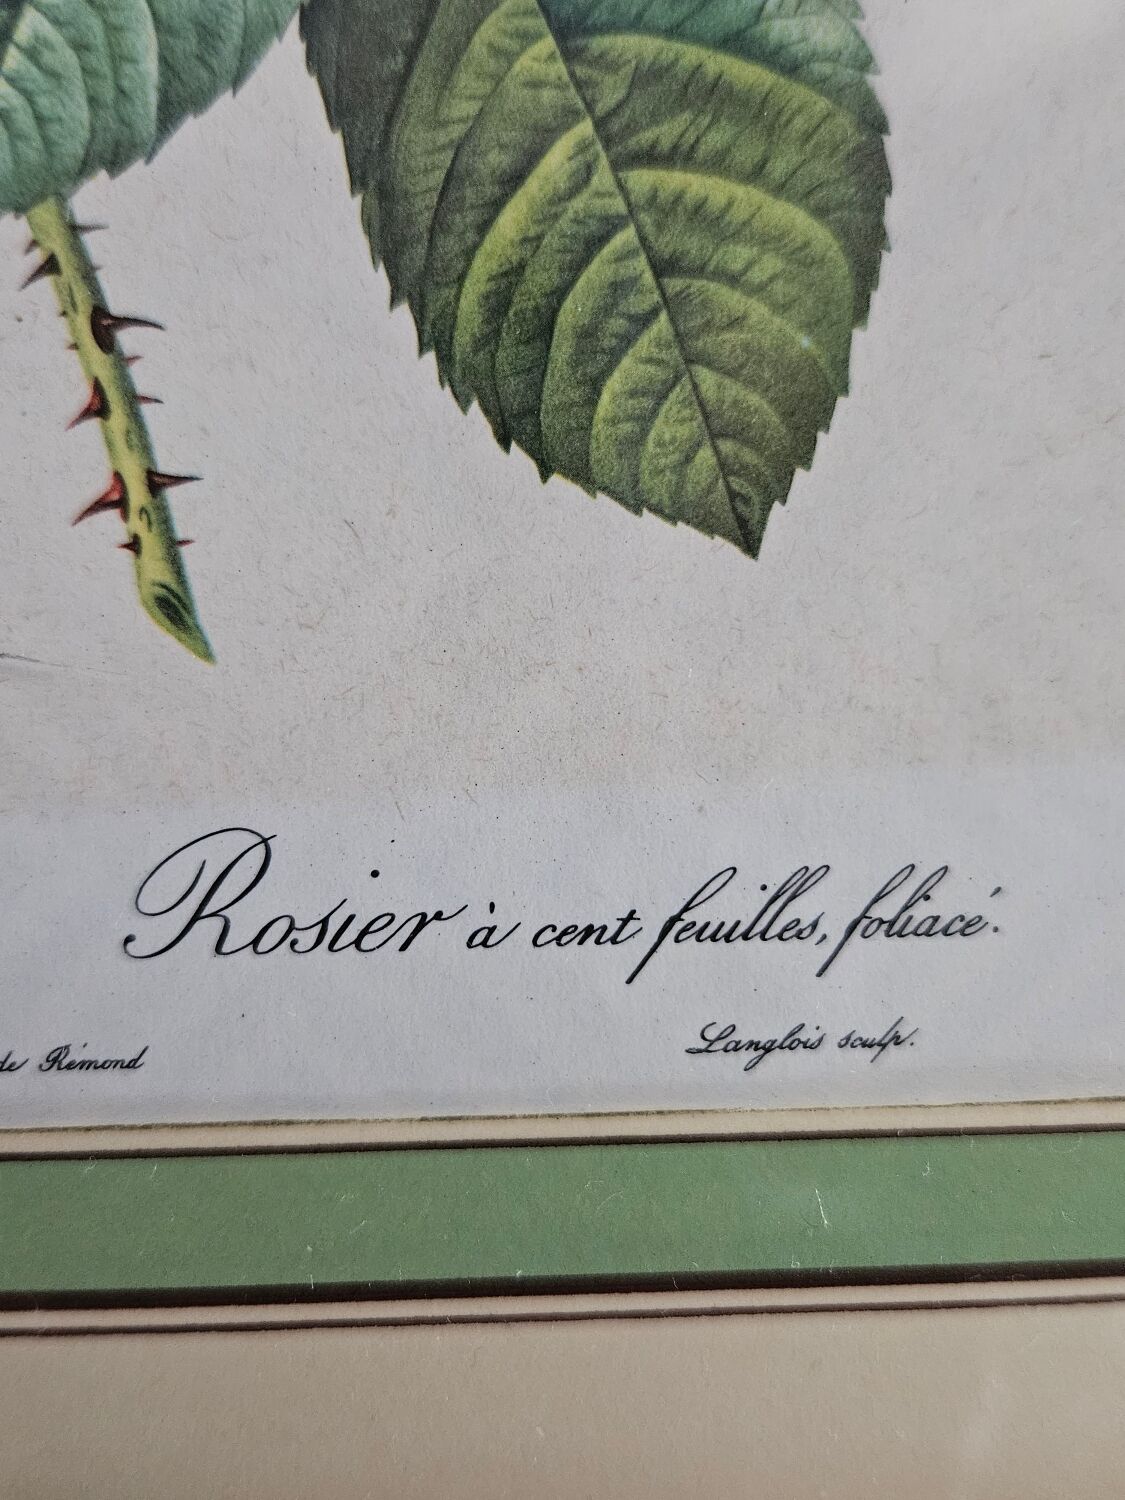 Rosier à cent feuilles, foliacé.
de Rémond
Langlois sculp.